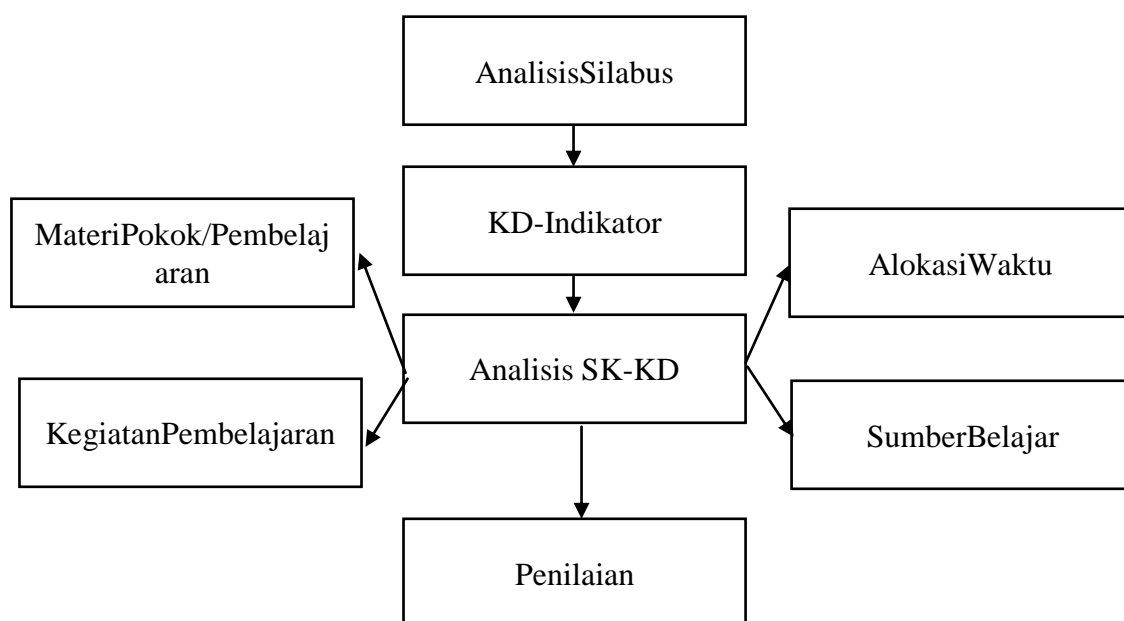 AnalisisSilabus
KD-Indikator
MateriPokok/Pembelaj
aran
AlokasiWaktu
Analisis SK-KD
KegiatanPembelajaran
SumberBelajar
Penilaian